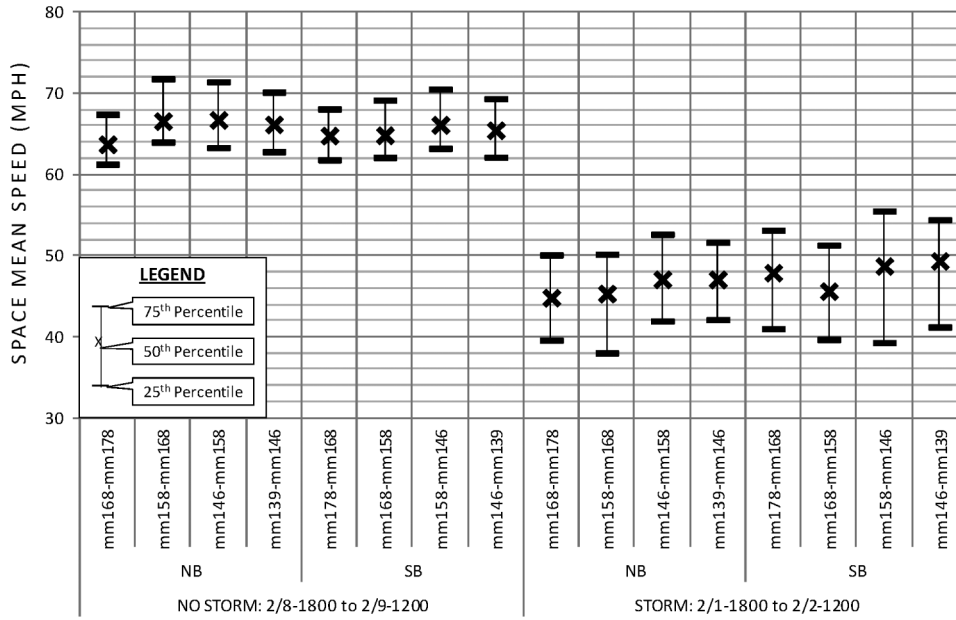 SPACE MEAN SPEED (MPH)
80
70
60
50
40
30
LEGEND
75th Percentile
50th Percentile
25th Percentile
mm168-mm178
mm158-mm168
mm146-mm158
mm139-mm146
mm178-mm168
mm168-mm158
mm158-mm146
mm146-mm139
mm168-mm178
mm158-mm168
mm146-mm158
mm139-mm146
mm178-mm168
mm168-mm158
mm158-mm146
mm146-mm139
NB SB NB SB
NO STORM: 2/8-1800 to 2/9-1200 STORM: 2/1-1800 to 2/2-1200